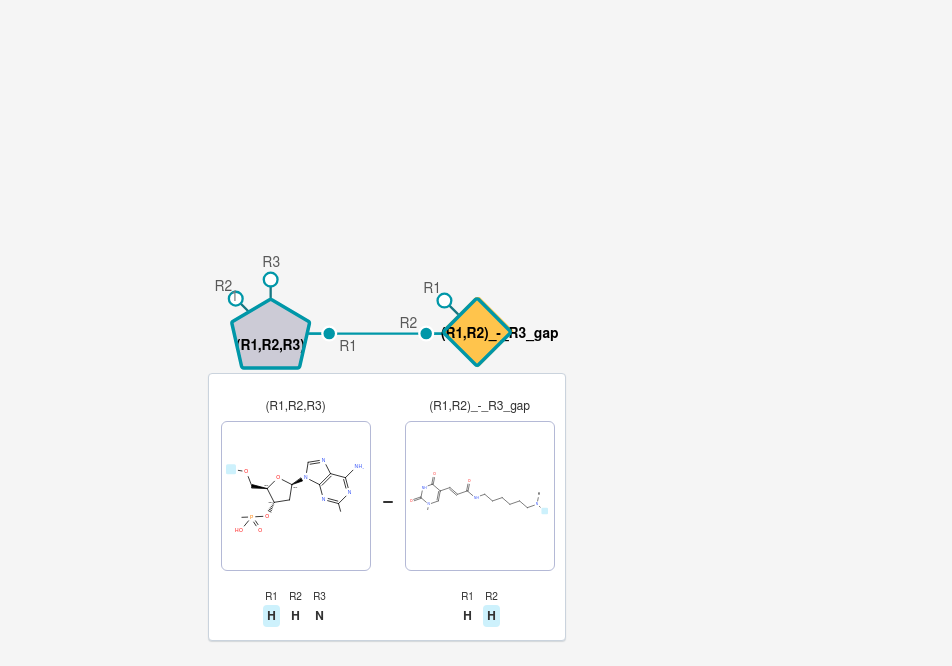 R3
R2
R1
(R1,R2,R3)
R1
R2
(R1,R2)_-_R3_gap
(R1,R2,R3)
(R1,R2)_-_R3_gap
O
O
N
N
N
N
N
NH₂
P
O
HO
O
O
O
NH
N
O
NH
N
–
R1 R2 R3
H H N
R1 R2
H H